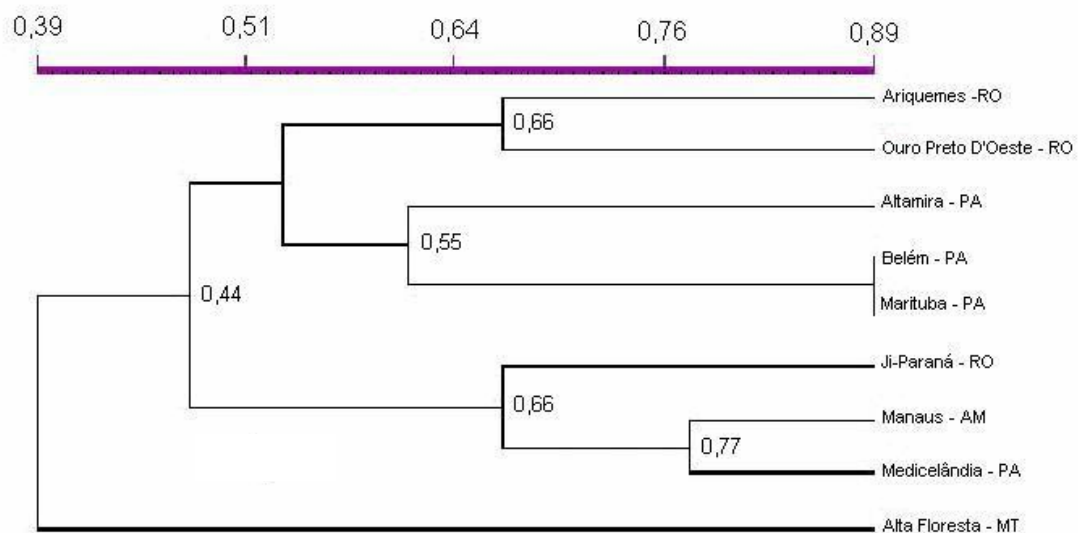 0,39 0,51 0,64 0,76 0,89
Ariquemes -RO
0,66
Ouro Preto D'Oeste - RO
Altamira - PA
0,55
Belém - PA
0,44
Marituba - PA
Ji-Paraná - RO
0,66
Manaus - AM
0,77
Medicelândia - PA
Alta Floresta - MT